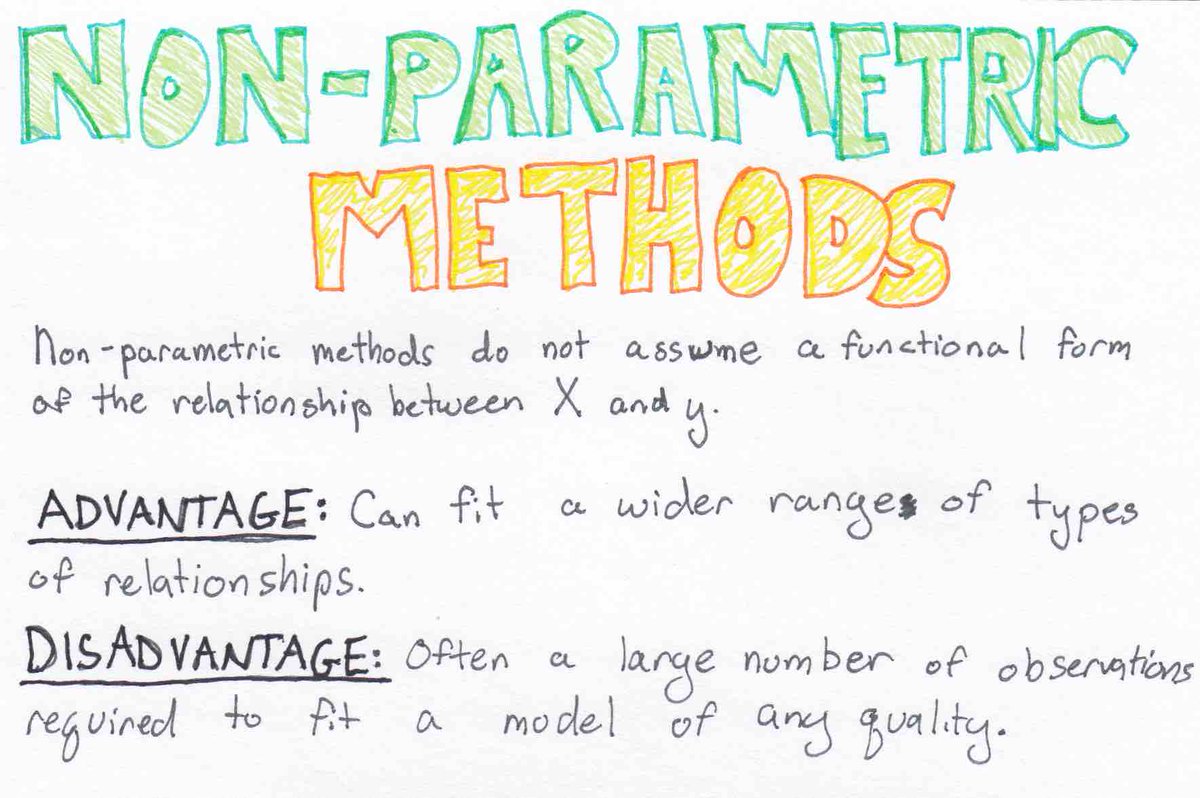 NON-PARAMETRIC
METHODS
Non-parametric methods do not assume a functional form
of the relationship between X and y.
ADVANTAGE: Can fit a wider range of types
of relationships.
DISADVANTAGE: Often a large number of observations
required to fit a model of any quality.